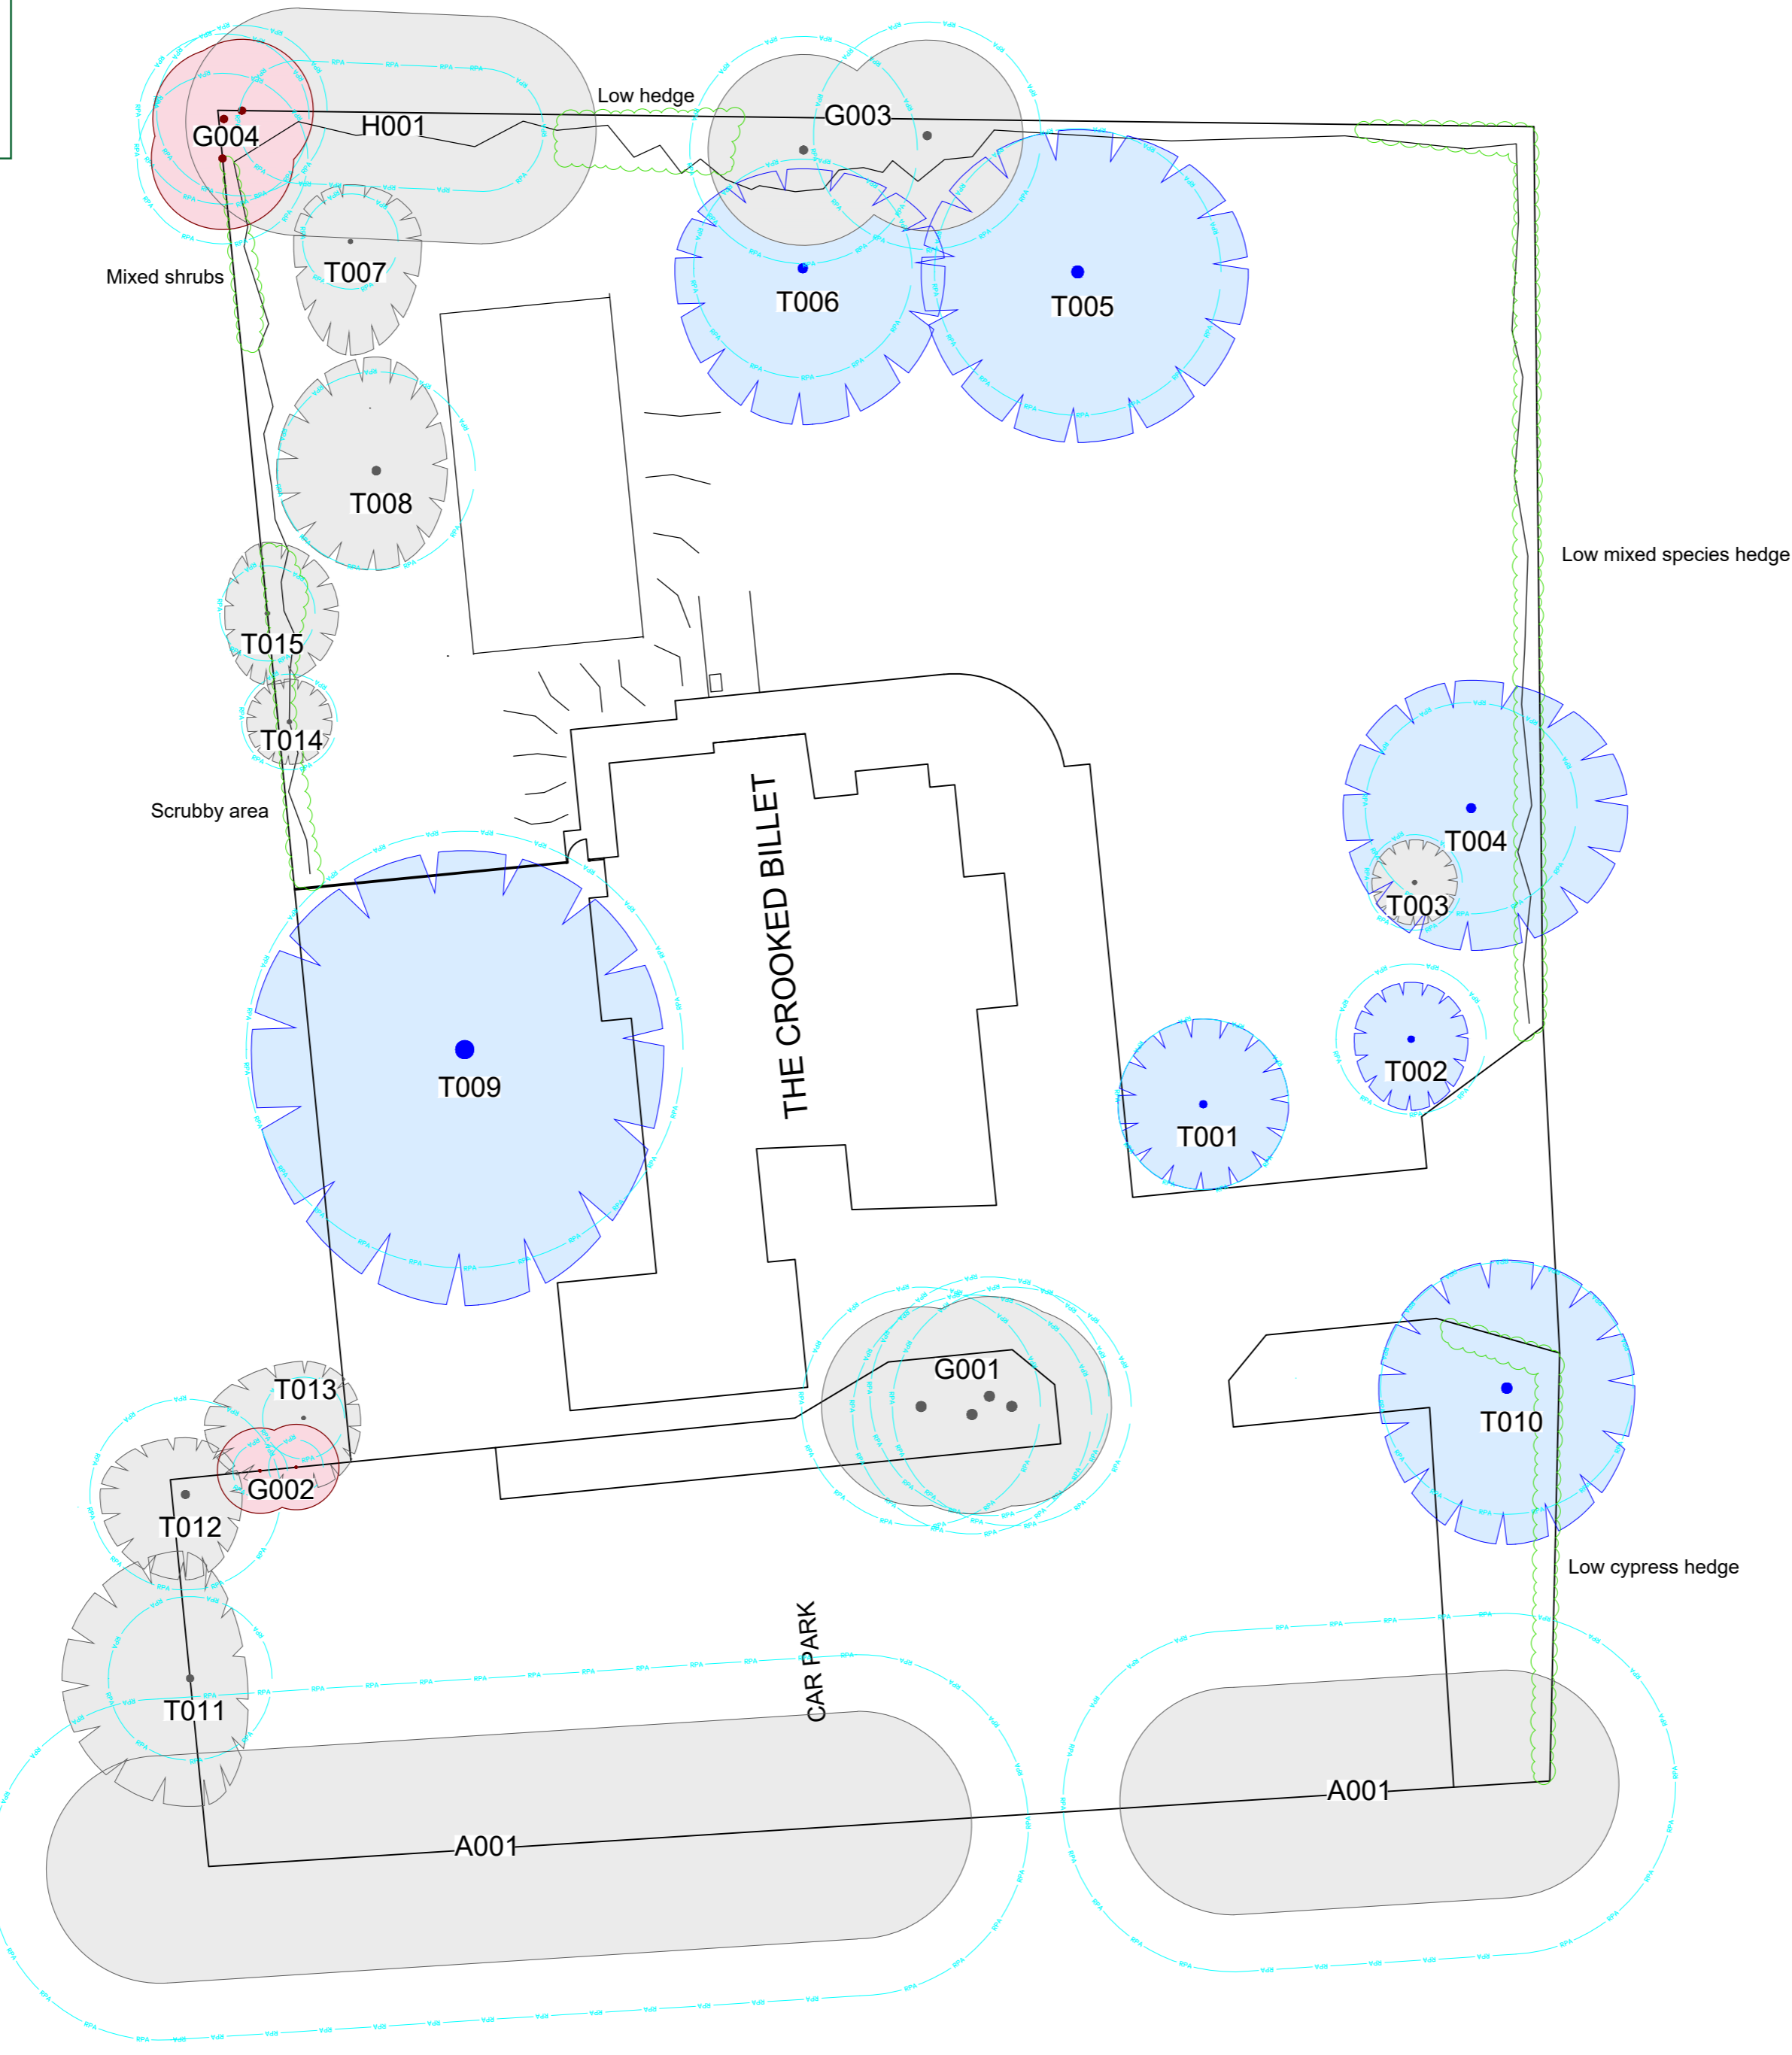 Low hedge
G003
H001
G004
Mixed shrubs
T007
T006
T005
T008
Low mixed species hedge
T015
T014
Scrubby area
THE CROOKED BILLET
T004
T003
T002
T009
T001
G001
T013
T010
G002
T012
Low cypress hedge
CAR PARK
T011
A001
A001
RPA